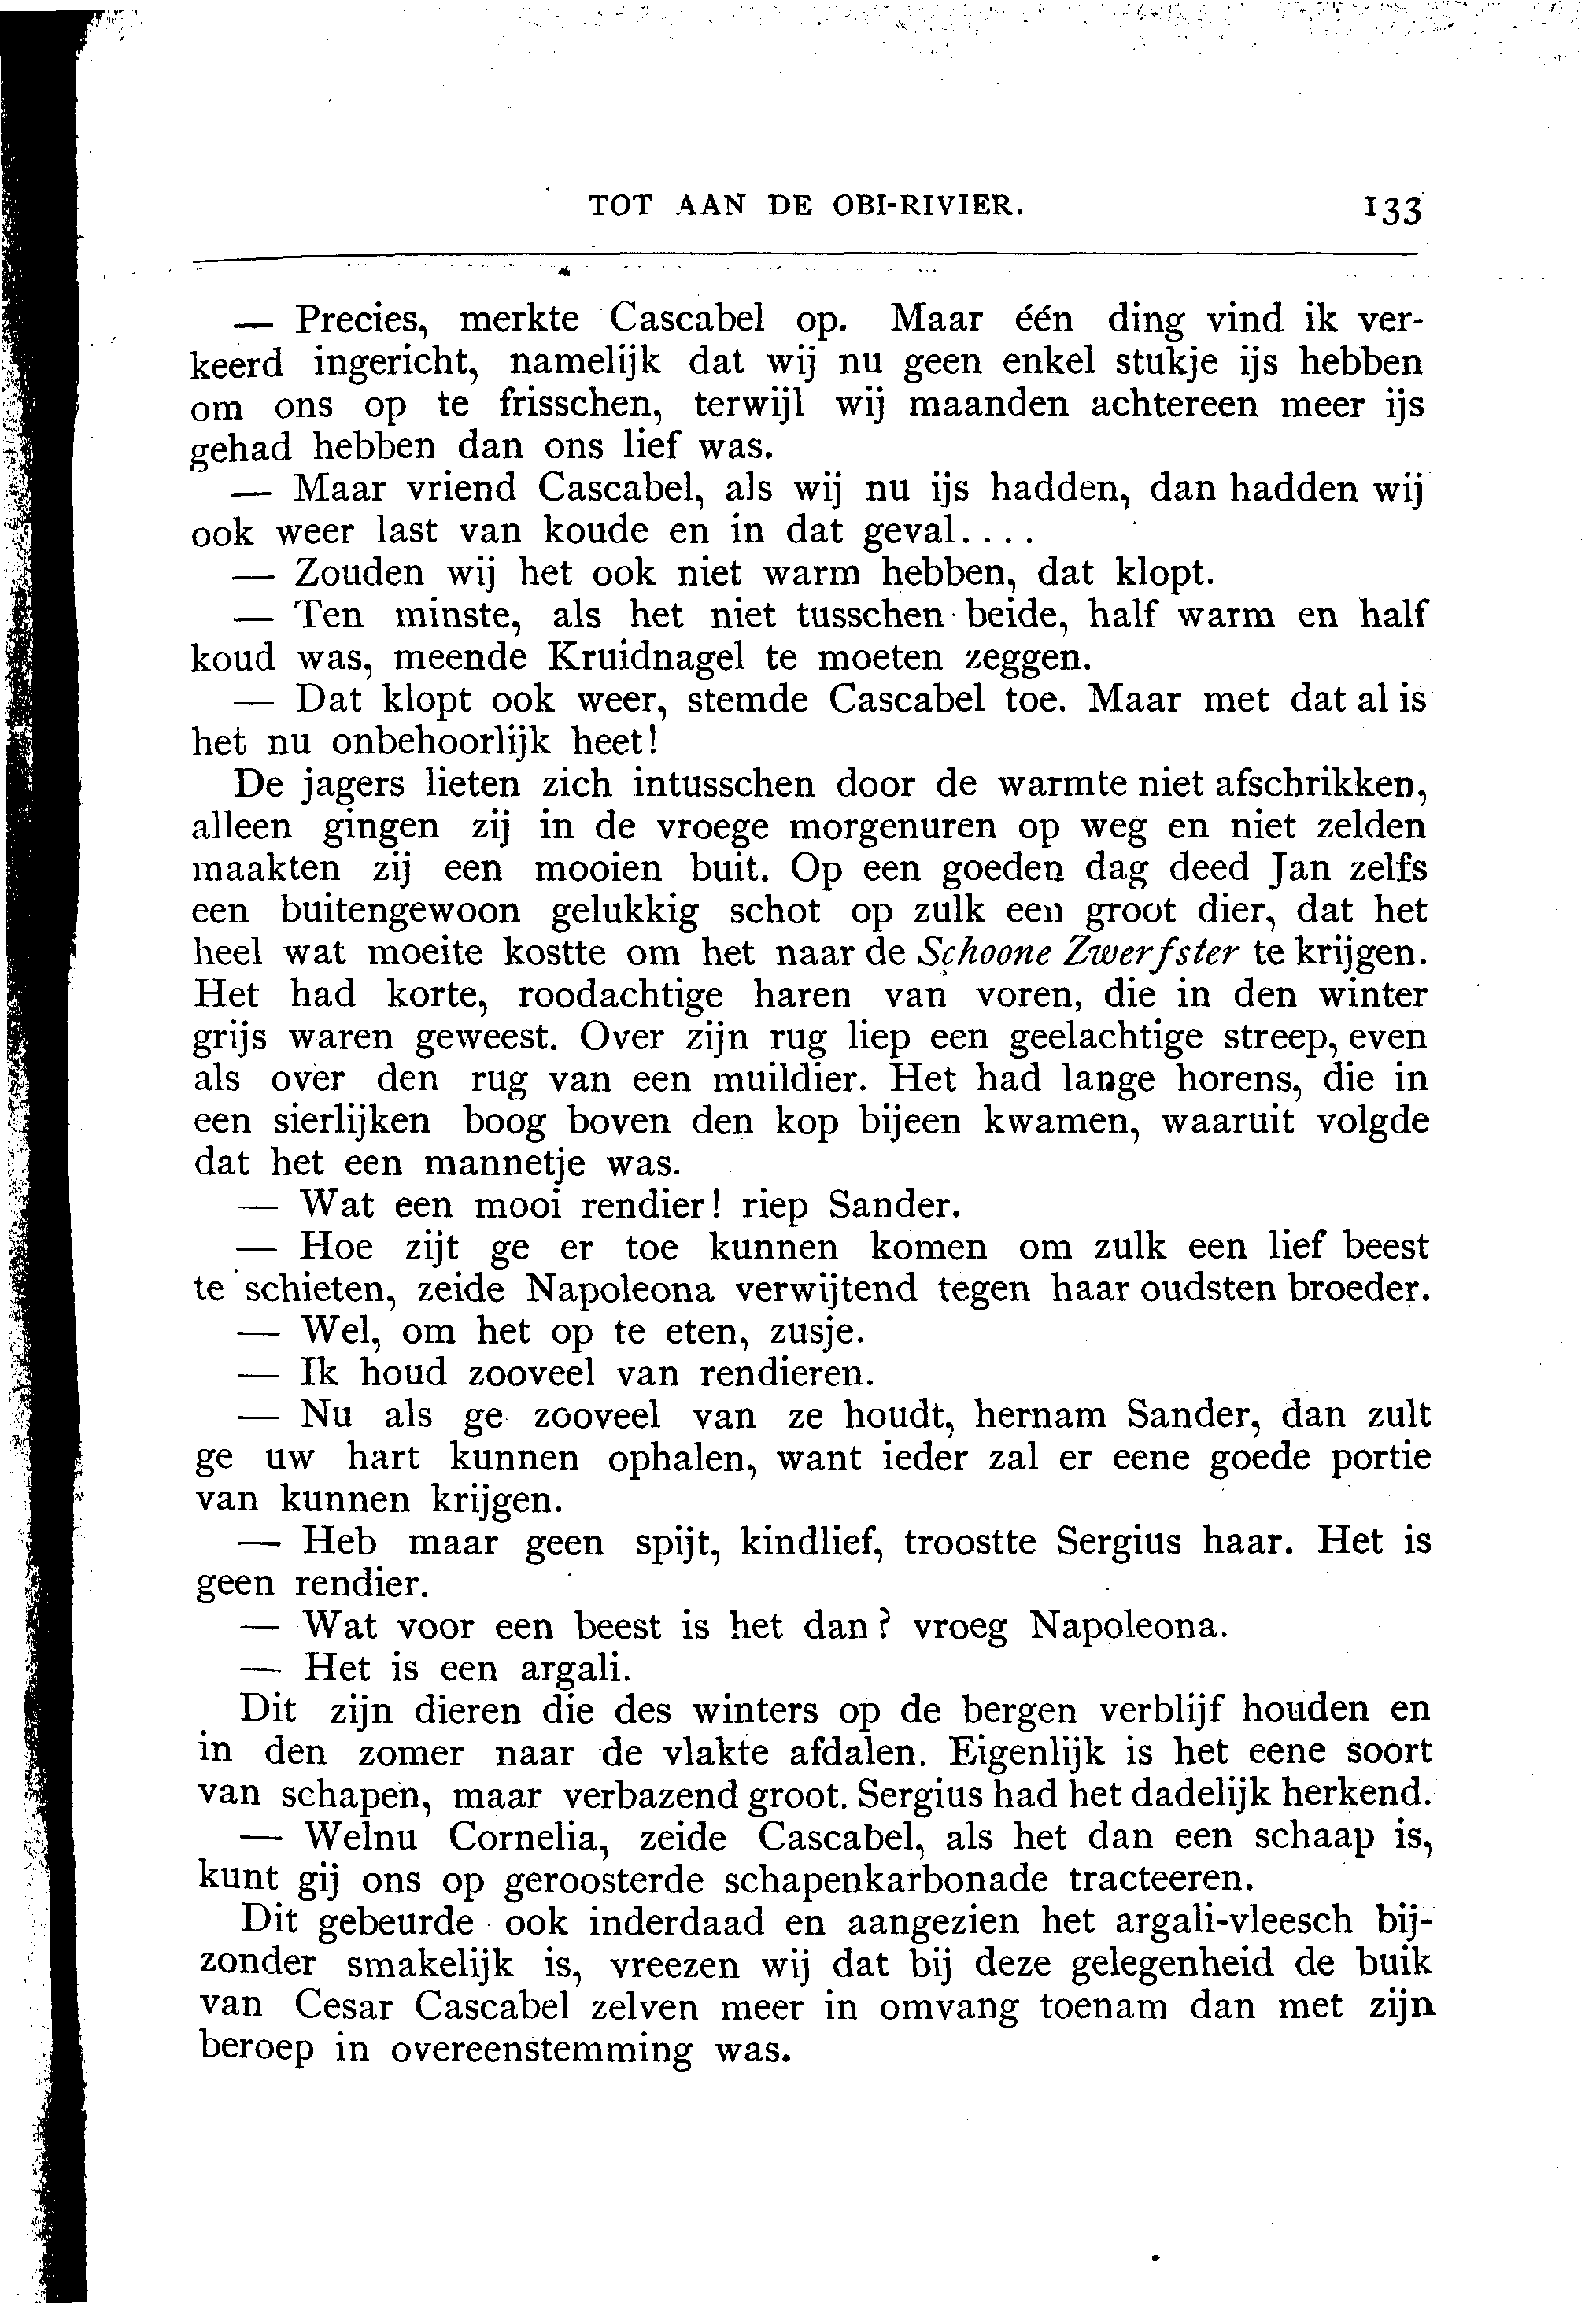 TOT AAN DE OBI-RIVIER. 133
— Precies, merkte Cascabel op. Maar één ding vind ik ver-
keerd ingericht, namelijk dat wij nu geen enkel stukje ijs hebben
om ons op te frisschen, terwijl wij maanden achtereen meer ijs
gehad hebben dan ons lief was.
— Maar vriend Cascabel, als wij nu ijs hadden, dan hadden wij
ook weer last van koude en in dat geval....
— Zouden wij het ook niet warm hebben, dat klopt.
— Ten minste, als het niet tusschen beide, half warm en half
koud was, meende Kruidnagel te moeten zeggen.
— Dat klopt ook weer, stemde Cascabel toe. Maar met dat al is
het nu onbehoorlijk heet!
De jagers lieten zich intusschen door de warmte niet afschrikken,
alleen gingen zij in de vroege morgenuren op weg en niet zelden
maakten zij een mooien buit. Op een goeden dag deed Jan zelfs
een buitengewoon gelukkig schot op zulk een groot dier, dat het
heel wat moeite kostte om het naar de Schoone Zwerfster te krijgen.
Het had korte, roodachtige haren van voren, die in den winter
grijs waren geweest. Over zijn rug liep een geelachtige streep, even
als over den rug van een muildier. Het had lange horens, die in
een sierlijken boog boven den kop bijeen kwamen, waaruit volgde
dat het een mannetje was.
— Wat een mooi rendier! riep Sander.
— Hoe zijt ge er toe kunnen komen om zulk een lief beest
te schieten, zeide Napoleona verwijtend tegen haar oudsten broeder.
— Wel, om het op te eten, zusje.
— Ik houd zooveel van rendieren.
— Nu als ge zooveel van ze houdt, hernam Sander, dan zult
ge uw hart kunnen ophalen, want ieder zal er eene goede portie
van kunnen krijgen.
— Heb maar geen spijt, kindlief, troostte Sergius haar. Het is
geen rendier.
— Wat voor een beest is het dan? vroeg Napoleona.
— Het is een argali.
Dit zijn dieren die des winters op de bergen verblijf houden en
in den zomer naar de vlakte afdalen. Eigenlijk is het eene soort
van schapen, maar verbazend groot. Sergius had het dadelijk herkend.
— Welnu Cornelia, zeide Cascabel, als het dan een schaap is,
kunt gij ons op geroosterde schapenkarbonade tracteeren.
Dit gebeurde ook inderdaad en aangezien het argali-vleesch bij-
zonder smakelijk is, vreezen wij dat bij deze gelegenheid de buik
van Cesar Cascabel zelven meer in omvang toenam dan met zijn
beroep in overeenstemming was.